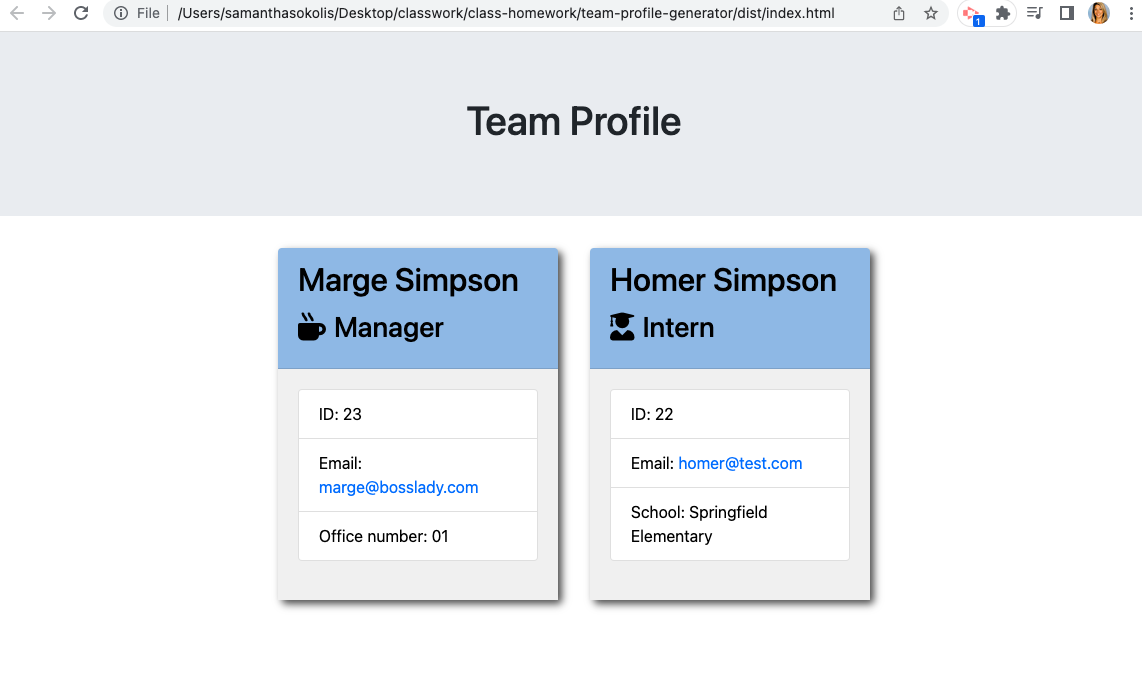 File /Users/samanthasokolis/Desktop/classwork/class-homework/team-profile-generator/dist/index.html
1
Team Profile
Marge Simpson
Manager
ID: 23
Email:
marge@bosslady.com
Office number: 01
Homer Simpson
Intern
ID: 22
Email: homer@test.com
School: Springfield
Elementary